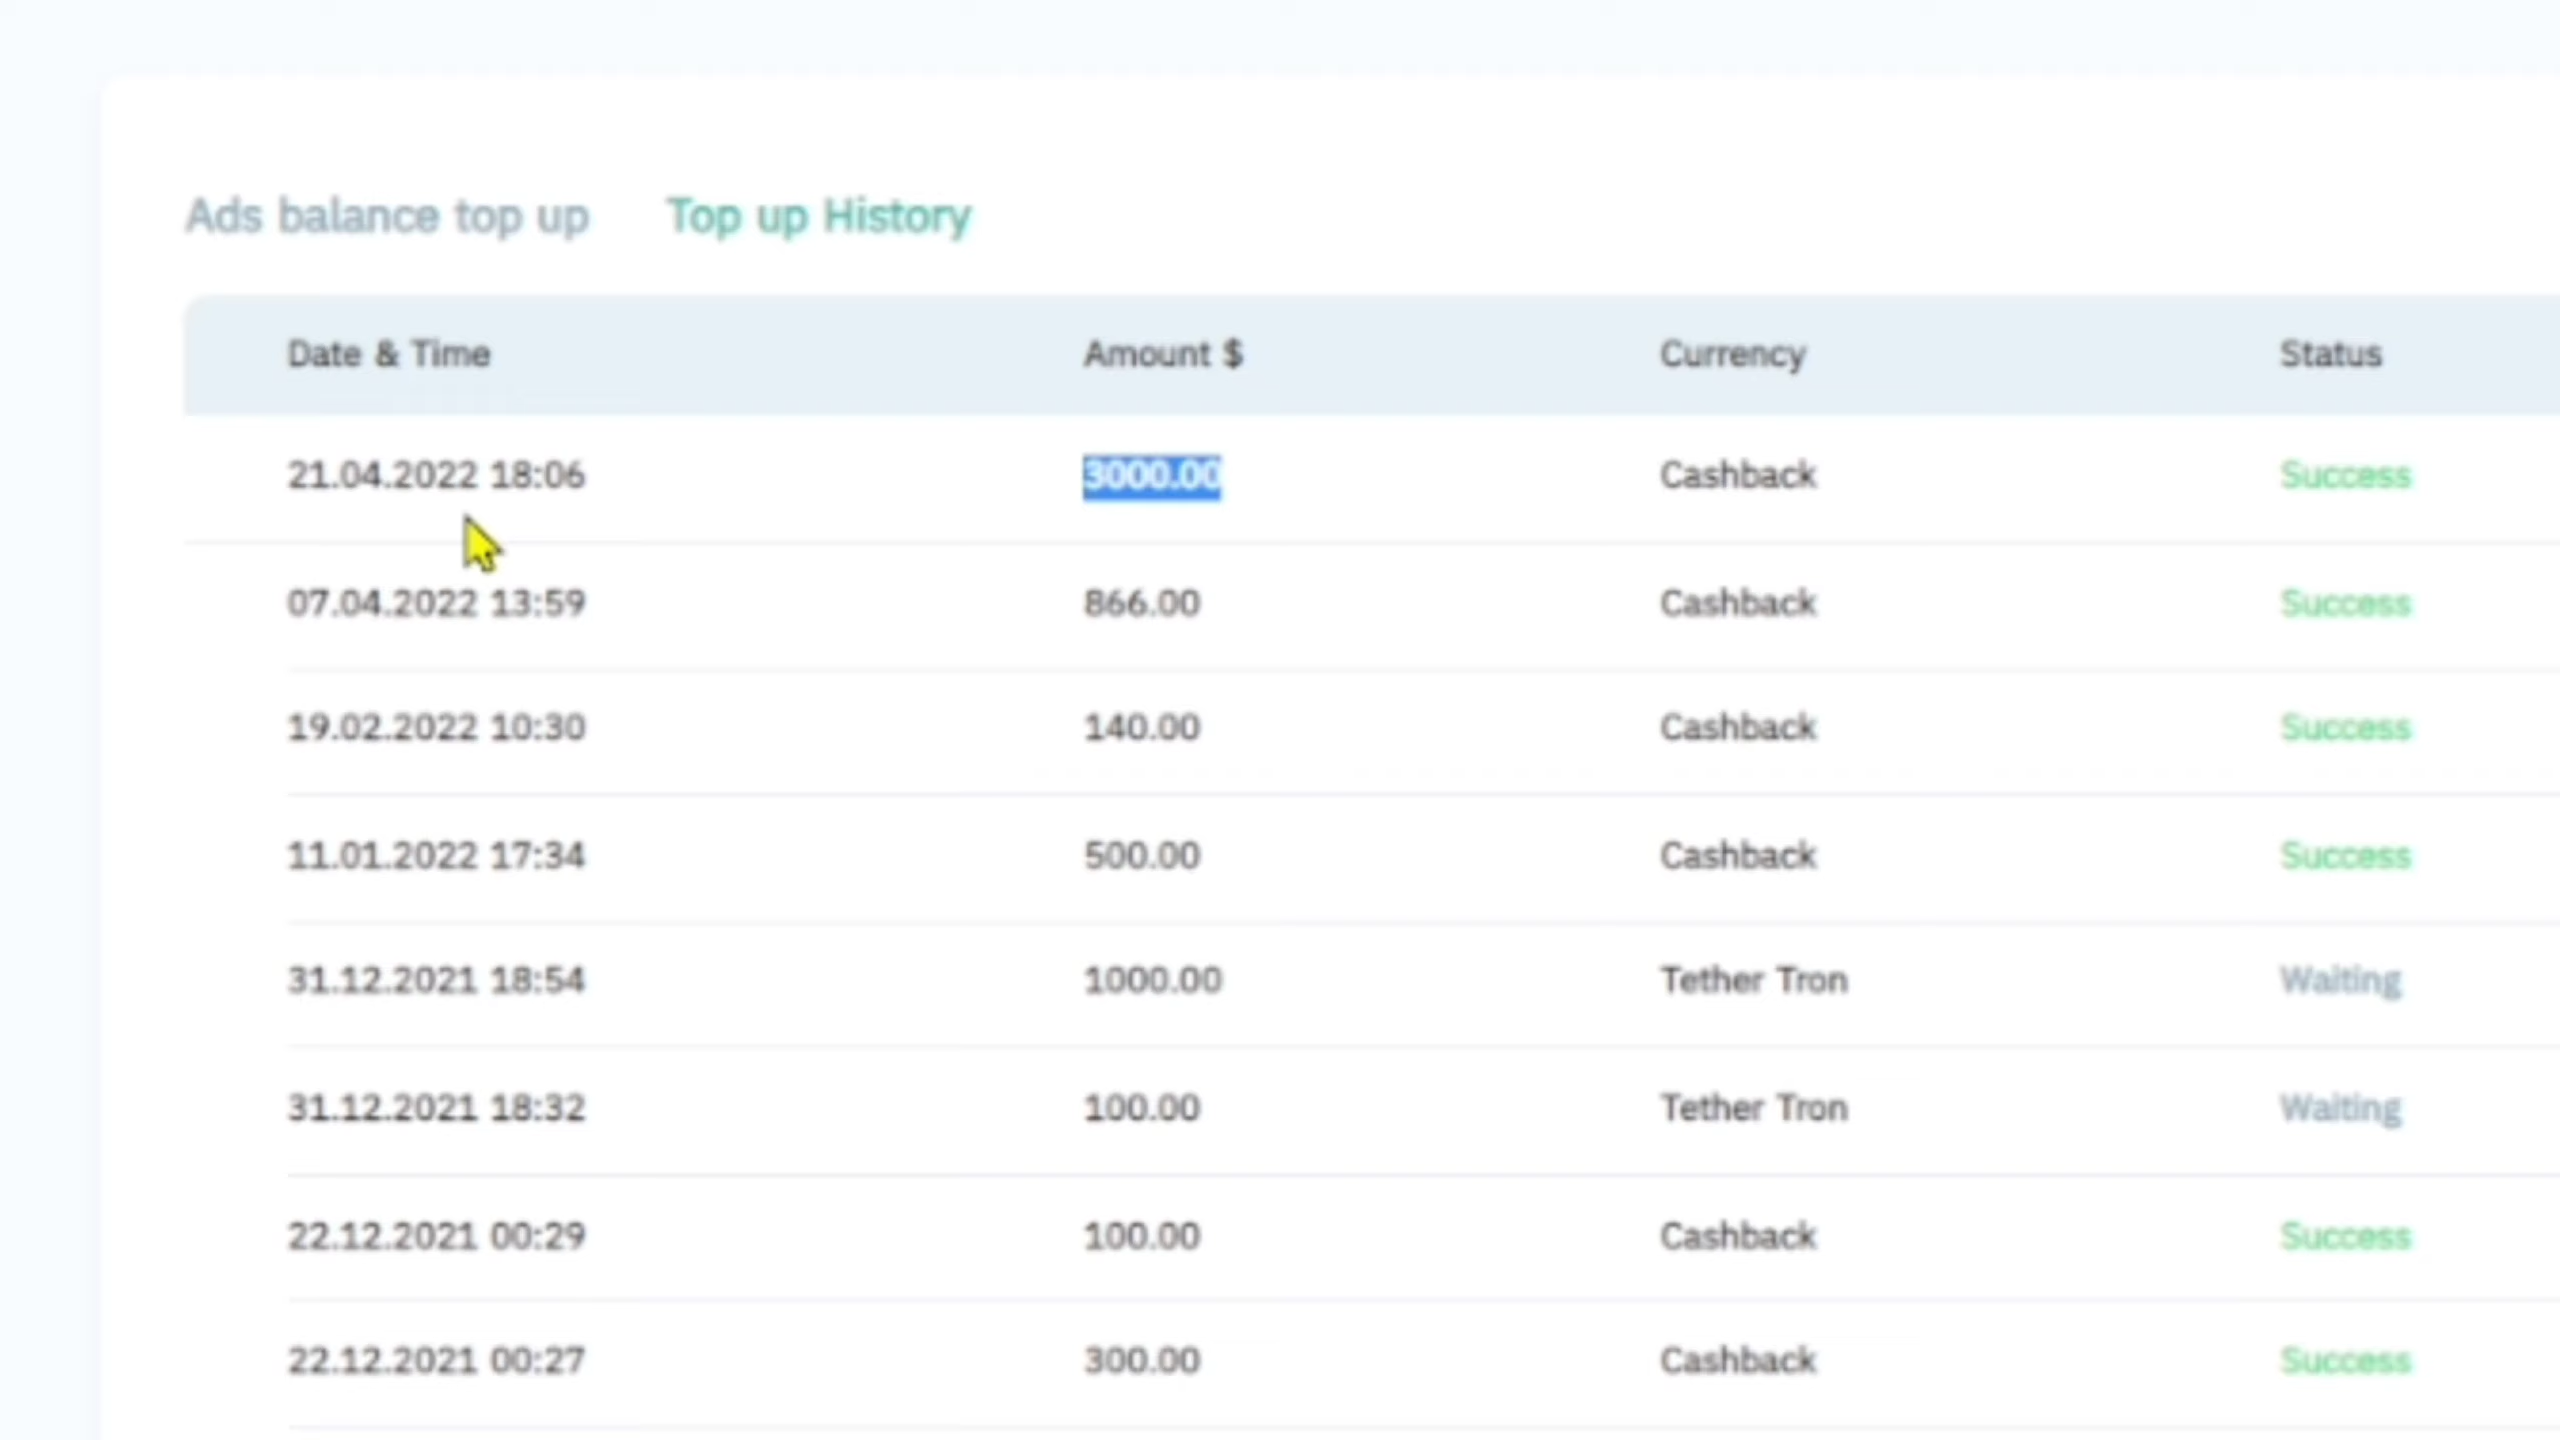 Ads balance top up Top up History
Date & Time Amount $ Currency Status
21.04.2022 18:06 3000.00 Cashback Success
07.04.2022 13:59 866.00 Cashback Success
19.02.2022 10:30 140.00 Cashback Success
11.01.2022 17:34 500.00 Cashback Success
31.12.2021 18:54 1000.00 Tether Tron Waiting
31.12.2021 18:32 100.00 Tether Tron Waiting
22.12.2021 00:29 100.00 Cashback Success
22.12.2021 00:27 300.00 Cashback Success